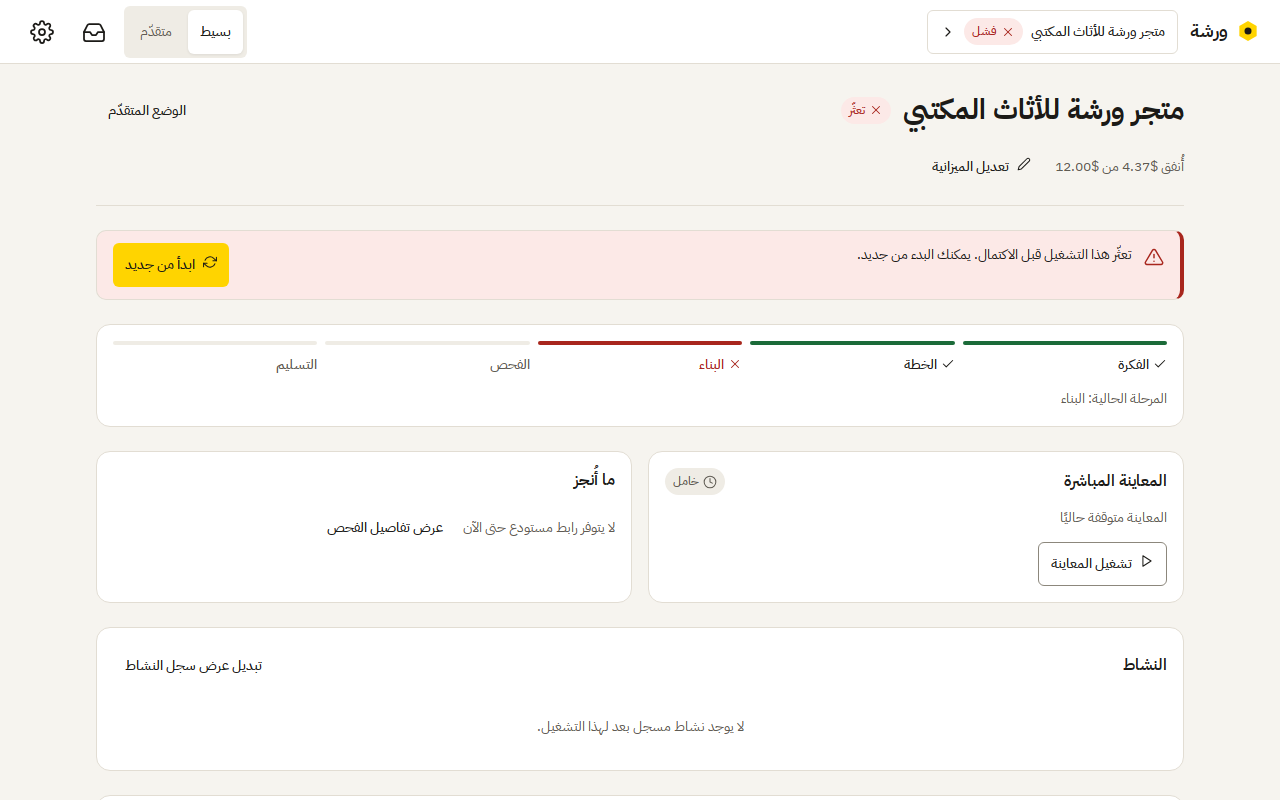 ورشة
متجر ورشة للأثاث المكتبي
فشل
بسيط
متقدّم
متجر ورشة للأثاث المكتبي
تعثّر
الوضع المتقدّم
أُنفق $4.37 من $12.00
تعديل الميزانية
تعثّر هذا التشغيل قبل الاكتمال. يمكنك البدء من جديد.
ابدأ من جديد
الفكرة
الخطة
البناء
الفحص
التسليم
المرحلة الحالية: البناء
المعاينة المباشرة
خامل
المعاينة متوقفة حاليًا
تشغيل المعاينة
ما أُنجز
لا يتوفر رابط مستودع حتى الآن
عرض تفاصيل الفحص
النشاط
تبديل عرض سجل النشاط
لا يوجد نشاط مسجل بعد لهذا التشغيل.